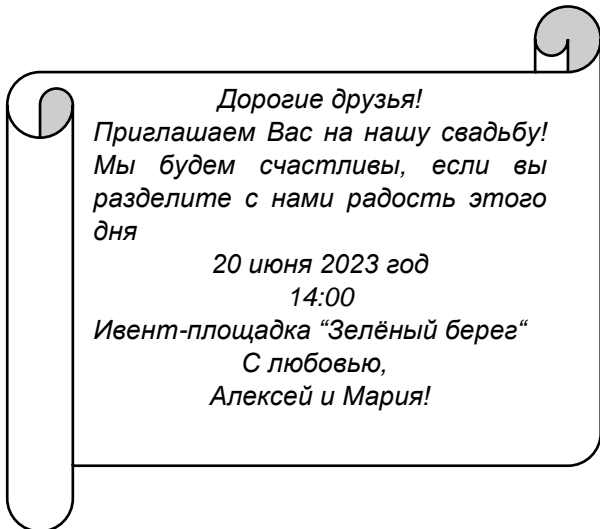 Дорогие друзья!
Приглашаем Вас на нашу свадьбу!
Мы будем счастливы, если вы
разделите с нами радость этого
дня
20 июня 2023 год
14:00
Ивент-площадка “Зелёный берег“
С любовью,
Алексей и Мария!